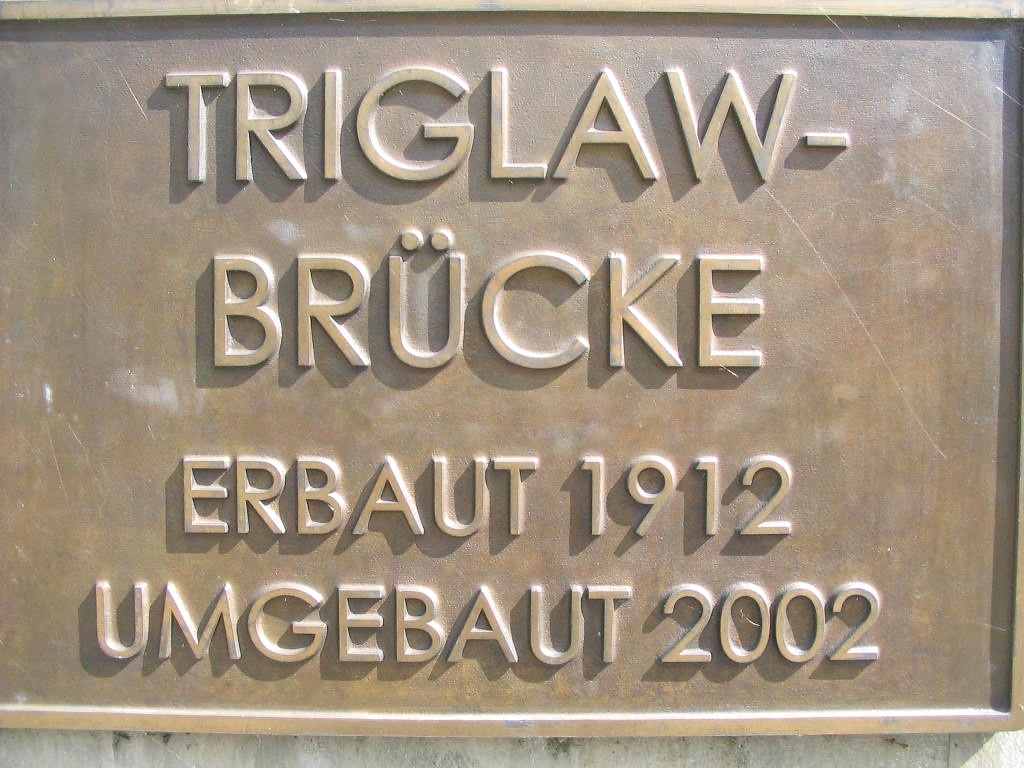 TRIGLAW-
BRÜCKE
ERBAUT 1912
UMGEBAUT 2002